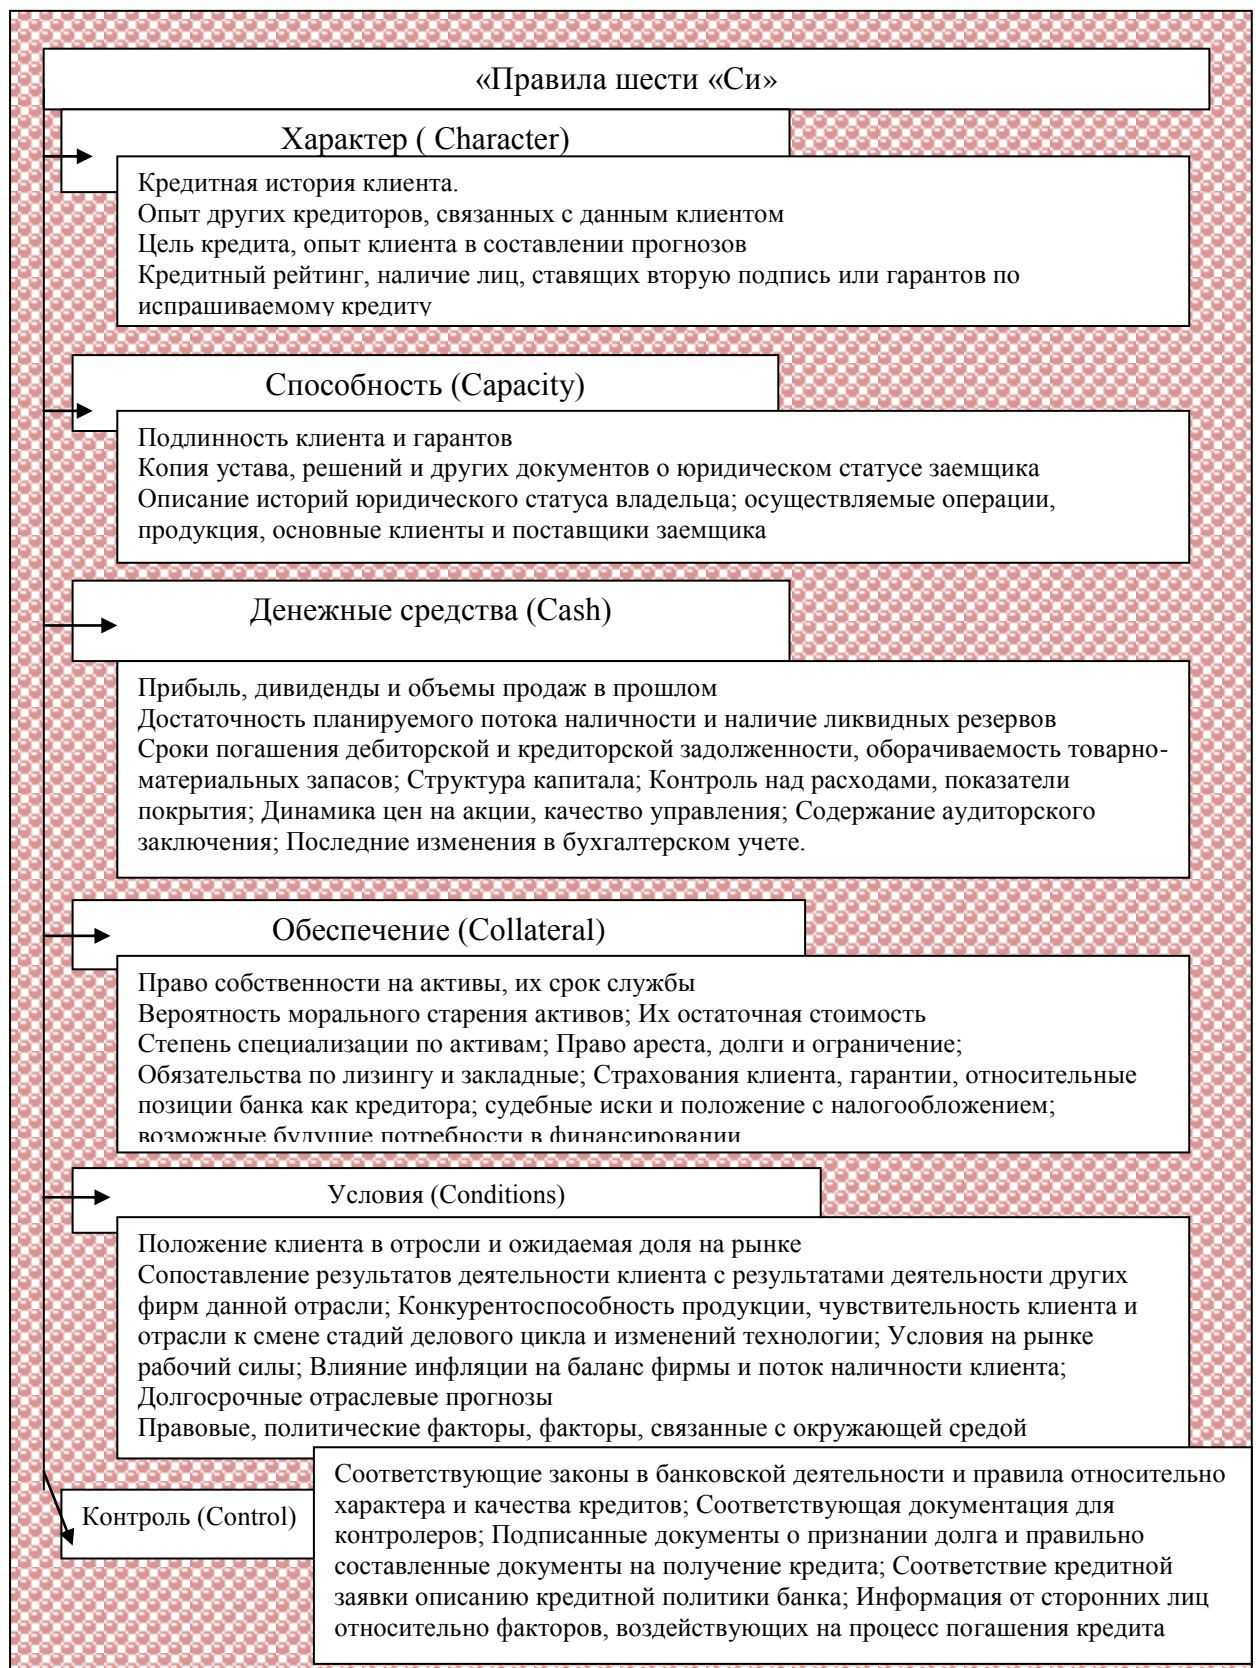 «Правила шести «Си»
Характер ( Character)
Кредитная история клиента.
Опыт других кредиторов, связанных с данным клиентом
Цель кредита, опыт клиента в составлении прогнозов
Кредитный рейтинг, наличие лиц, ставящих вторую подпись или гарантов по
испрашиваемому кредиту
Способность (Capacity)
Подлинность клиента и гарантов
Копия устава, решений и других документов о юридическом статусе заемщика
Описание историй юридического статуса владельца; осуществляемые операции,
продукция, основные клиенты и поставщики заемщика
Денежные средства (Cash)
Прибыль, дивиденды и объемы продаж в прошлом
Достаточность планируемого потока наличности и наличие ликвидных резервов
Сроки погашения дебиторской и кредиторской задолженности, оборачиваемость товарно-
материальных запасов; Структура капитала; Контроль над расходами, показатели
покрытия; Динамика цен на акции, качество управления; Содержание аудиторского
заключения; Последние изменения в бухгалтерском учете.
Обеспечение (Collateral)
Право собственности на активы, их срок службы
Вероятность морального старения активов; Их остаточная стоимость
Степень специализации по активам; Право ареста, долги и ограничение;
Обязательства по лизингу и закладные; Страхования клиента, гарантии, относительные
позиции банка как кредитора; судебные иски и положение с налогообложением;
возможные будущие потребности в финансировании
Условия (Conditions)
Положение клиента в отросли и ожидаемая доля на рынке
Сопоставление результатов деятельности клиента с результатами деятельности других
фирм данной отрасли; Конкурентоспособность продукции, чувствительность клиента и
отрасли к смене стадий делового цикла и изменений технологии; Условия на рынке
рабочий силы; Влияние инфляции на баланс фирмы и поток наличности клиента;
Долгосрочные отраслевые прогнозы
Правовые, политические факторы, факторы, связанные с окружающей средой
Контроль (Control)
Соответствующие законы в банковской деятельности и правила относительно
характера и качества кредитов; Соответствующая документация для
контролеров; Подписанные документы о признании долга и правильно
составленные документы на получение кредита; Соответствие кредитной
заявки описанию кредитной политики банка; Информация от сторонних лиц
относительно факторов, воздействующих на процесс погашения кредита